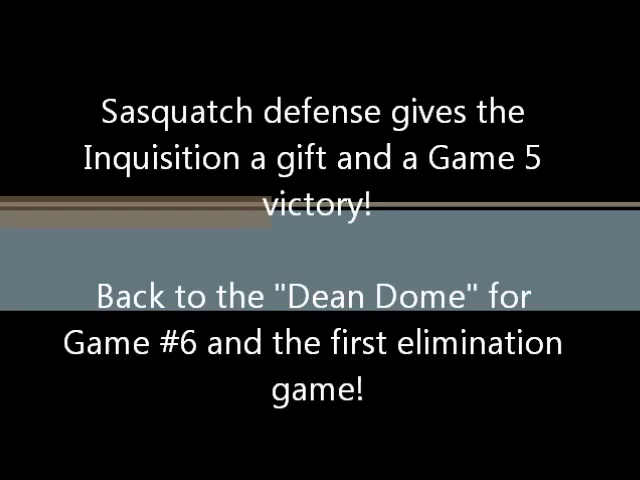 Sasquatch defense gives the
Inquisition a gift and a Game 5
victory!
Back to the "Dean Dome" for
Game #6 and the first elimination
game!